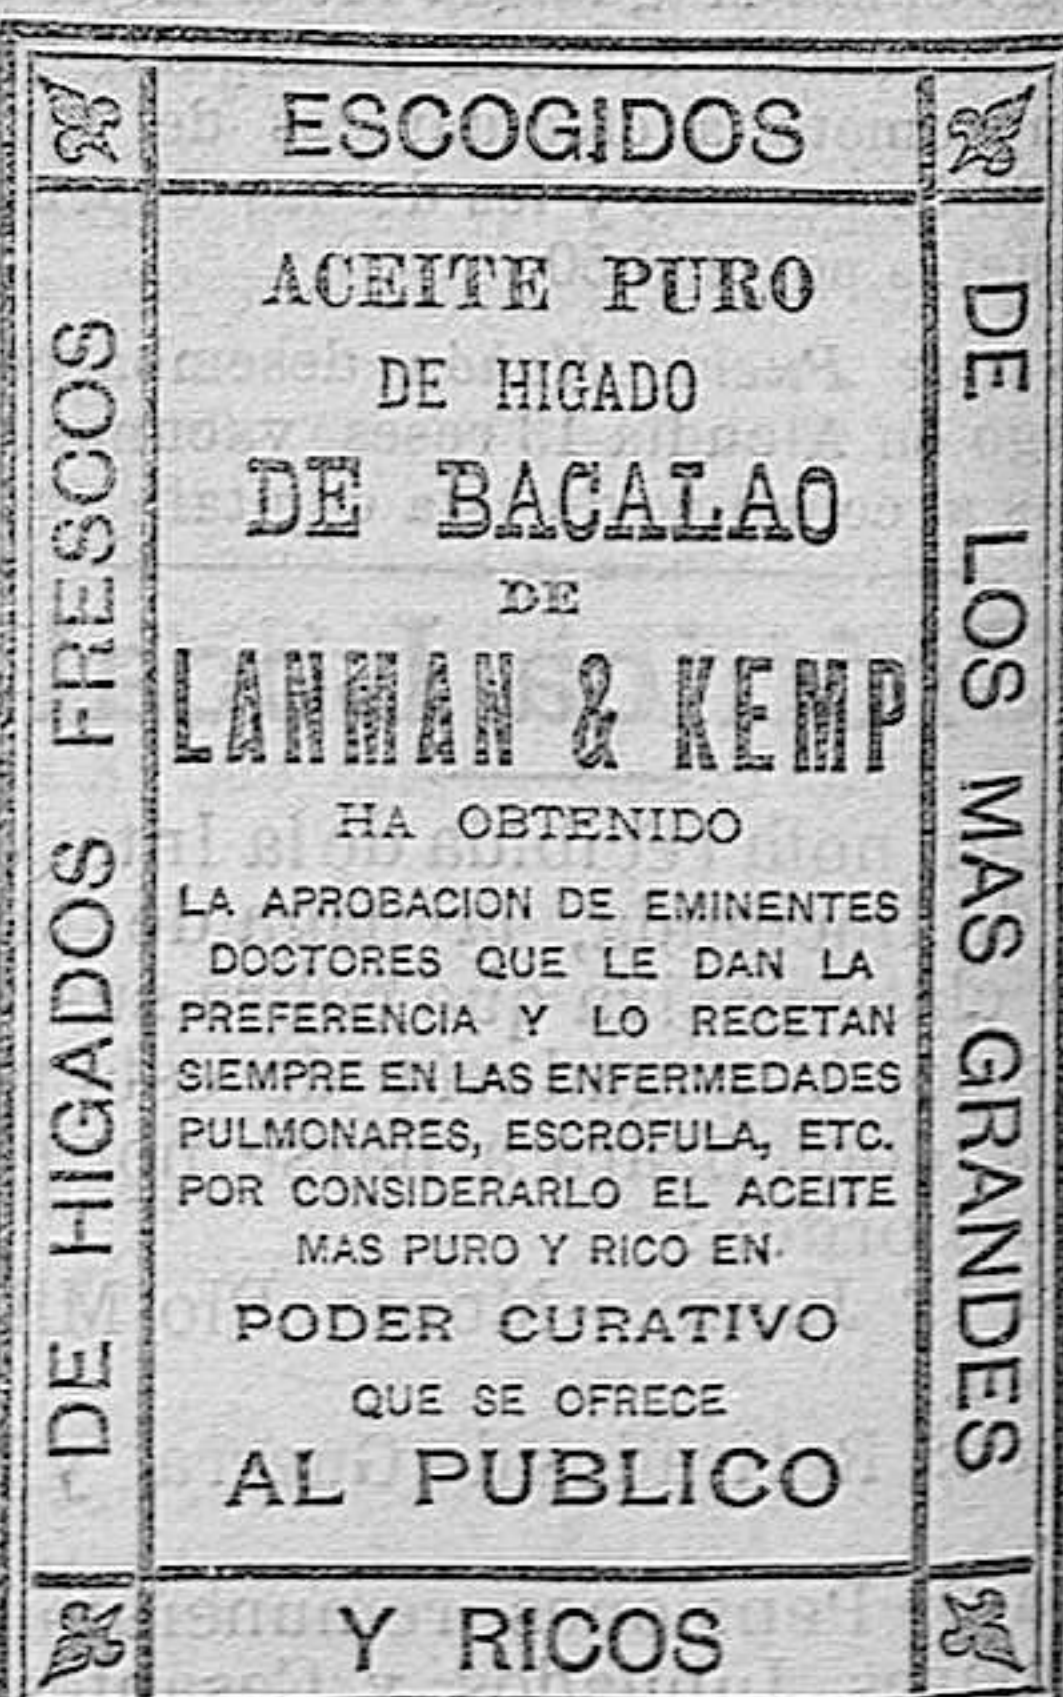 DE HIGADOS FRESCOS
ESCOGIDOS
DE LOS MAS GRANDES
Y RICOS
ACEITE PURO
DE HIGADO
DE BACALAO
DE
LANMAN & KEMP
HA OBTENIDO
LA APROBACION DE EMINENTES
DOCTORES QUE LE DAN LA
PREFERENCIA Y LO RECETAN
SIEMPRE EN LAS ENFERMEDADES
PULMONARES, ESCROFULA, ETC.
POR CONSIDERARLO EL ACEITE
MAS PURO Y RICO EN
PODER CURATIVO
QUE SE OFRECE
AL PUBLICO